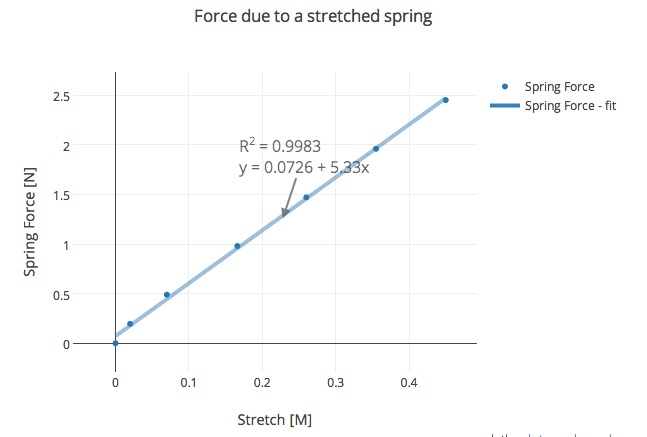 Force due to a stretched spring
Spring Force
Spring Force - fit
R² = 0.9983
y = 0.0726 + 5.33x
Spring Force [N]
2.5
2
1.5
1
0.5
0
0
0.1
0.2
0.3
0.4
Stretch [M]